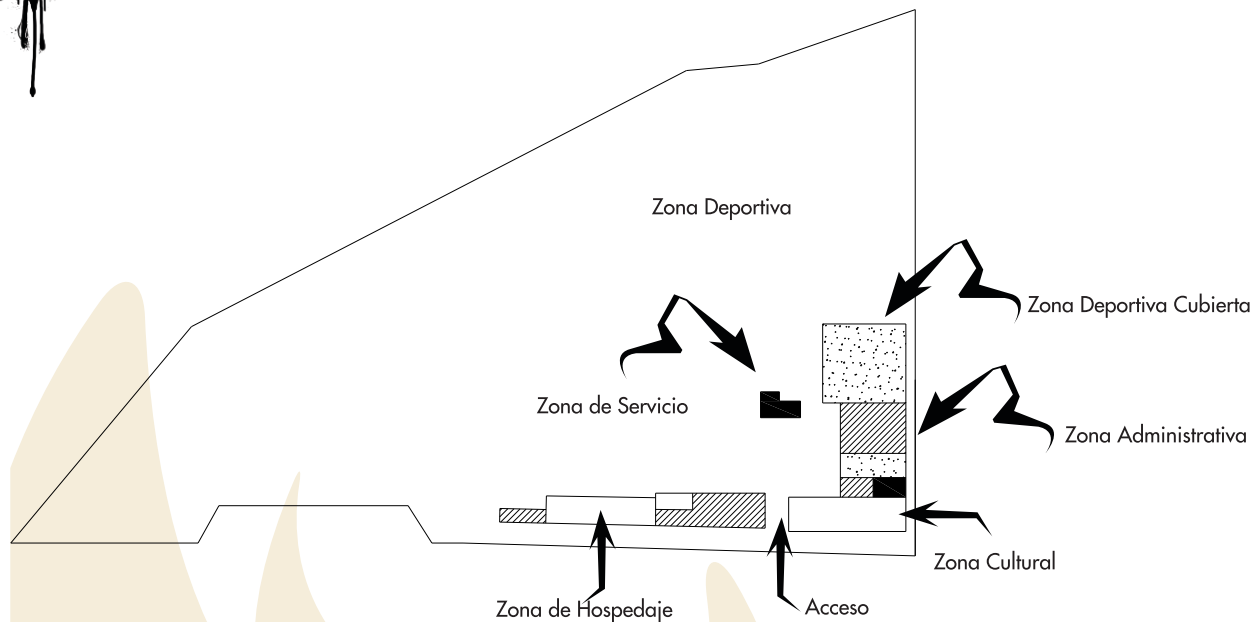 Zona Deportiva
Zona Deportiva Cubierta
Zona de Servicio
Zona Administrativa
Zona Cultural
Zona de Hospedaje
Acceso